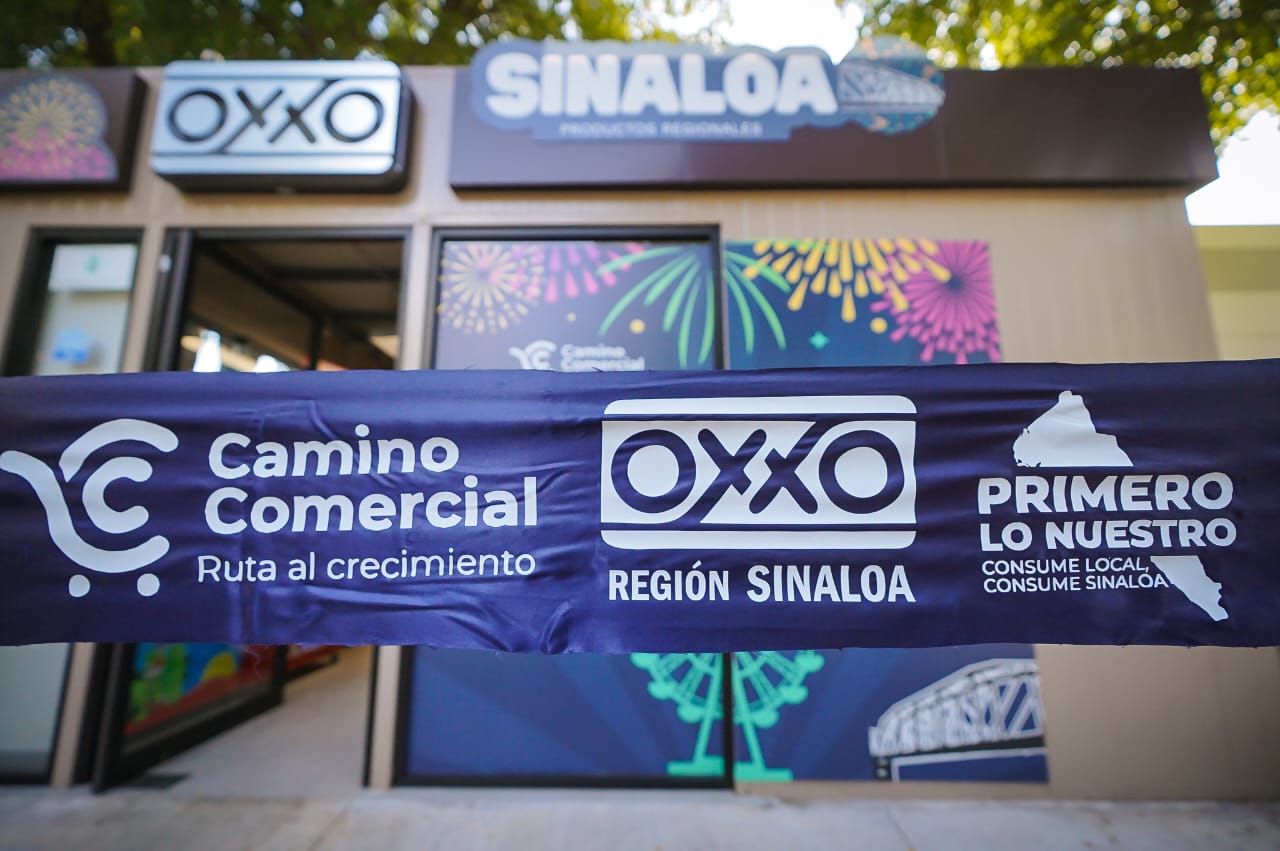 OXXO
SINALOA
PRODUCTOS REGIONALES
Camino
Comercial
CC
Camino
Comercial
Ruta al crecimiento
OXXO
REGIÓN SINALOA
PRIMERO
LO NUESTRO
CONSUME LOCAL,
CONSUME SINALOA